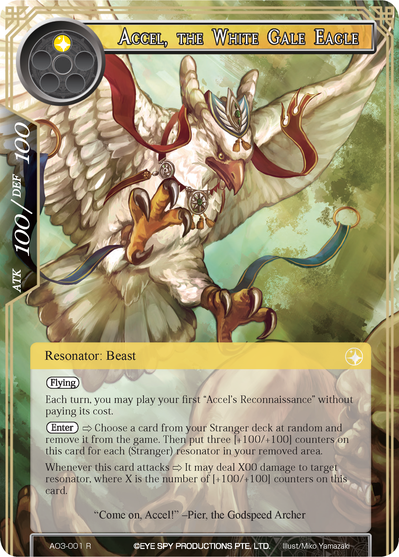 Accel, the White Gale Eagle
ATK 100/DEF 100
Resonator: Beast
Flying
Each turn, you may play your first “Accel's Reconnaissance” without
paying its cost.
Enter ⇨ Choose a card from your Stranger deck at random and
remove it from the game. Then put three [+100/+100] counters on
this card for each (Stranger) resonator in your removed area.
Whenever this card attacks ⇨ It may deal X00 damage to target
resonator, where X is the number of [+100/+100] counters on this
card.
“Come on, Accel!” –Pier, the Godspeed Archer
AO3-001 R ©EYE SPY PRODUCTIONS PTE. LTD. Illust/Miko Yamazaki